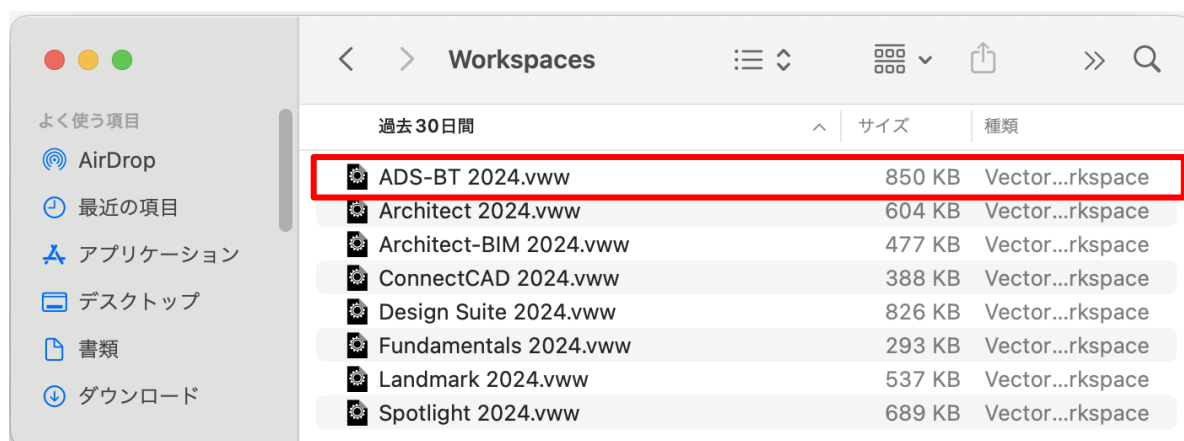 Workspaces
よく使う項目
AirDrop
最近の項目
アプリケーション
デスクトップ
書類
ダウンロード
過去30日間 サイズ 種類
ADS-BT 2024.vww 850 KB Vector...rkspace
Architect 2024.vww 604 KB Vector...rkspace
Architect-BIM 2024.vww 477 KB Vector...rkspace
ConnectCAD 2024.vww 388 KB Vector...rkspace
Design Suite 2024.vww 826 KB Vector...rkspace
Fundamentals 2024.vww 293 KB Vector...rkspace
Landmark 2024.vww 537 KB Vector...rkspace
Spotlight 2024.vww 689 KB Vector...rkspace